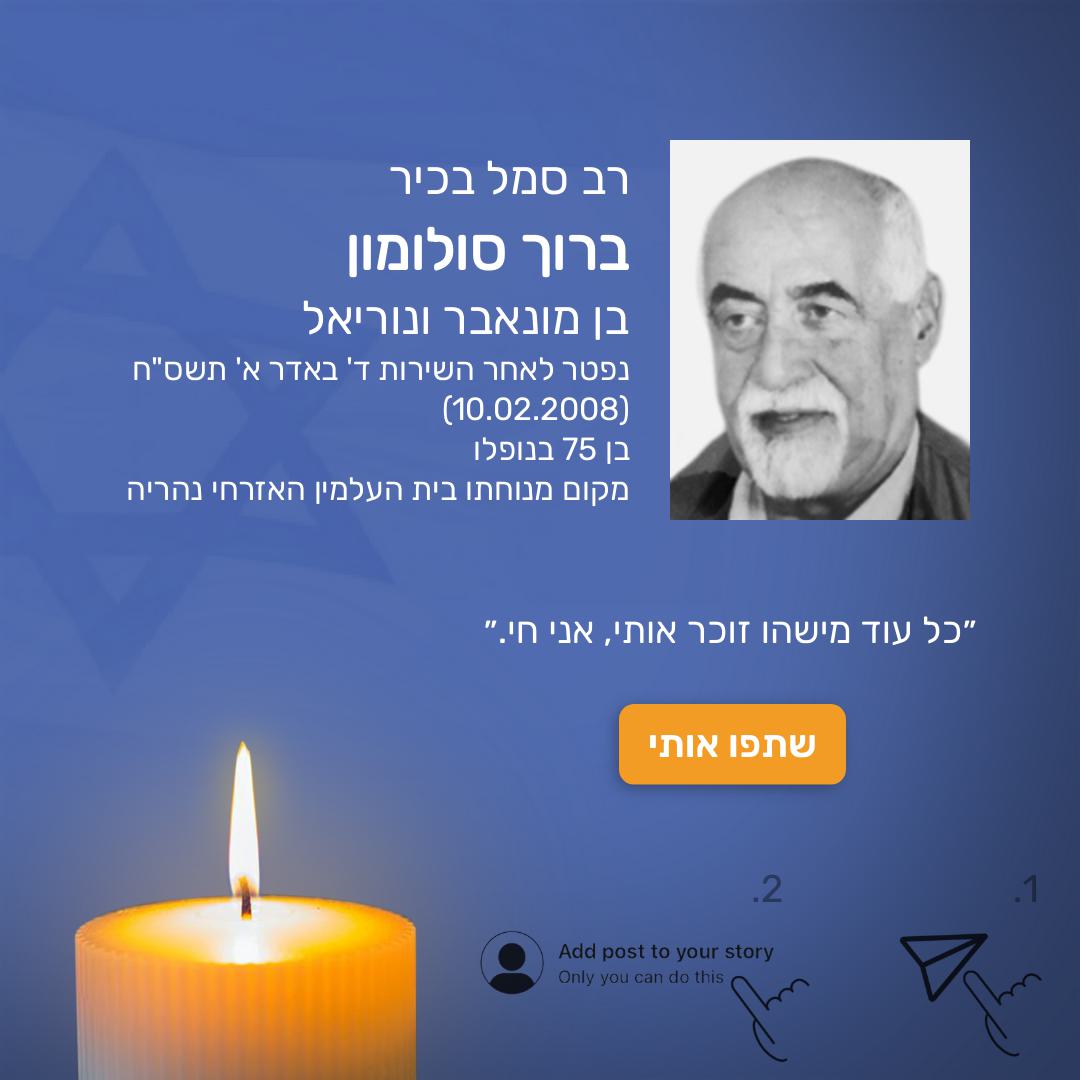 רב סמל בכיר
ברוך סולומון
בן מונאבר ונוריאל
נפטר לאחר השירות ד' באדר א' תשס"ח
(10.02.2008)
בן 75 בנופלו
מקום מנוחתו בית העלמין האזרחי נהריה
"כל עוד מישהו זוכר אותי, אני חי."
שתפו אותי
.1
.2
Add post to your story
Only you can do this